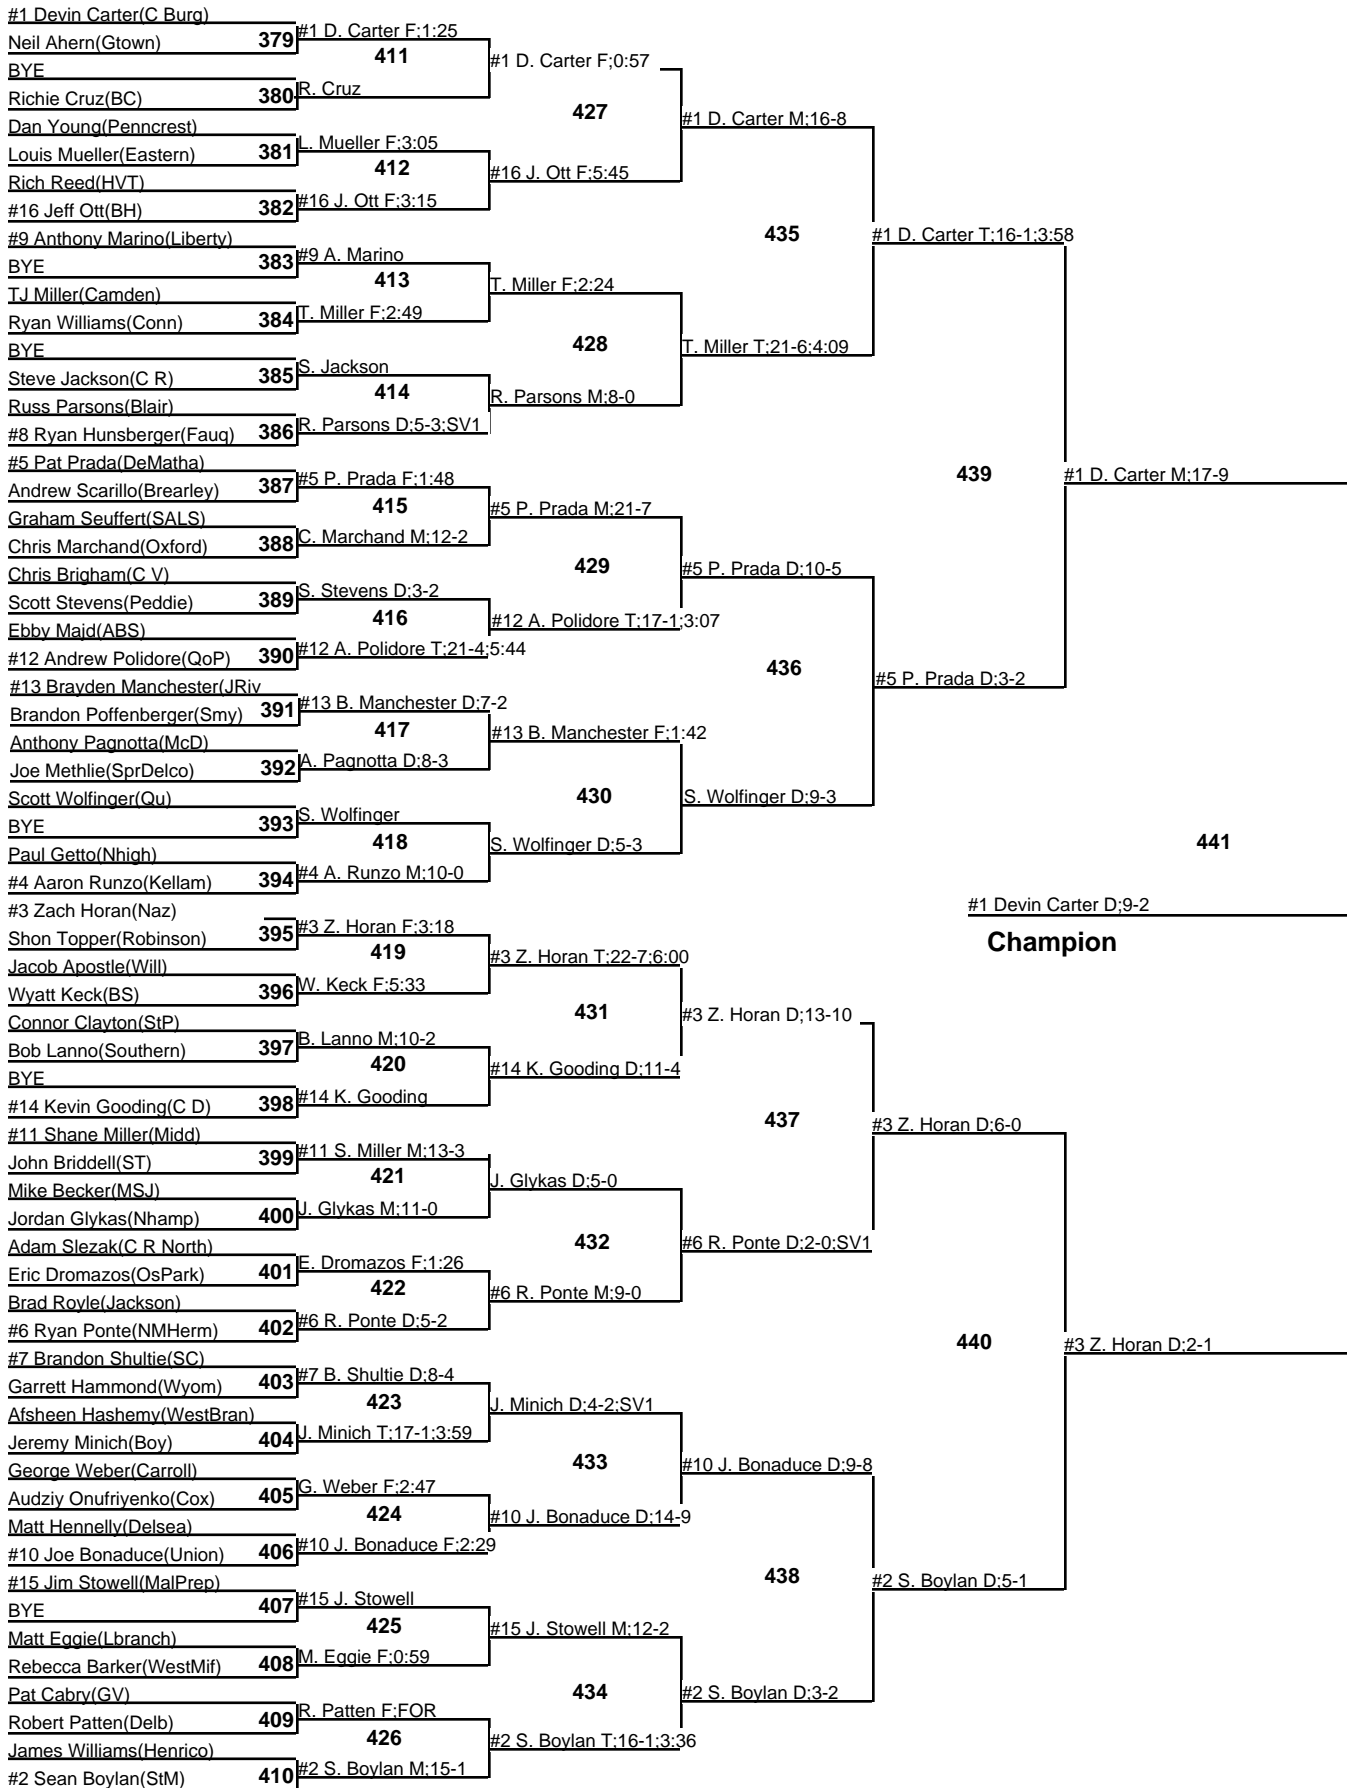 #1 Devin Carter(C Burg)
#1 D. Carter F;1:25
Neil Ahern(Gtown) 379
411
#1 D. Carter F;0:57
BYE
R. Cruz
Richie Cruz(BC) 380
427
#1 D. Carter M;16-8
Dan Young(Penncrest)
L. Mueller F;3:05
Louis Mueller(Eastern) 381
412
#16 J. Ott F;5:45
Rich Reed(HVT)
#16 J. Ott F;3:15
#16 Jeff Ott(BH) 382
435
#1 D. Carter T;16-1;3:58
#9 Anthony Marino(Liberty)
#9 A. Marino
BYE 383
413
T. Miller F;2:24
TJ Miller(Camden)
T. Miller F;2:49
Ryan Williams(Conn) 384
428
T. Miller T;21-6;4:09
BYE
S. Jackson
Steve Jackson(C R) 385
414
R. Parsons M;8-0
Russ Parsons(Blair)
R. Parsons D;5-3;SV1
#8 Ryan Hunsberger(Fauq) 386
439
#1 D. Carter M;17-9
#5 Pat Prada(DeMatha)
#5 P. Prada F;1:48
Andrew Scarillo(Brearley) 387
415
#5 P. Prada M;21-7
Graham Seuffert(SALS)
C. Marchand M;12-2
Chris Marchand(Oxford) 388
429
#5 P. Prada D;10-5
Chris Brigham(C V)
S. Stevens D;3-2
Scott Stevens(Peddie) 389
416
#12 A. Polidore T;17-1;3:07
Ebby Majd(ABS)
#12 A. Polidore T;21-4;5:44
#12 Andrew Polidore(QoP) 390
436
#5 P. Prada D;3-2
#13 Brayden Manchester(JRiv
#13 B. Manchester D;7-2
Brandon Poffenberger(Smy) 391
417
#13 B. Manchester F;1:42
Anthony Pagnotta(McD)
A. Pagnotta D;8-3
Joe Methlie(SprDelco) 392
430
S. Wolfinger D;9-3
Scott Wolfinger(Qu)
S. Wolfinger
BYE 393
418
S. Wolfinger D;5-3
Paul Getto(Nhigh)
#4 A. Runzo M;10-0
#4 Aaron Runzo(Kellam) 394
441
#1 Devin Carter D;9-2
Champion
#3 Zach Horan(Naz)
#3 Z. Horan F;3:18
Shon Topper(Robinson) 395
419
#3 Z. Horan T;22-7;6:00
Jacob Apostle(Will)
W. Keck F;5:33
Wyatt Keck(BS) 396
431
#3 Z. Horan D;13-10
Connor Clayton(StP)
B. Lanno M;10-2
Bob Lanno(Southern) 397
420
#14 K. Gooding D;11-4
BYE
#14 K. Gooding
#14 Kevin Gooding(C D) 398
437
#3 Z. Horan D;6-0
#11 Shane Miller(Midd)
#11 S. Miller M;13-3
John Briddell(ST) 399
421
J. Glykas D;5-0
Mike Becker(MSJ)
J. Glykas M;11-0
Jordan Glykas(Nhamp) 400
432
#6 R. Ponte D;2-0;SV1
Adam Slezak(C R North)
E. Dromazos F;1:26
Eric Dromazos(OsPark) 401
422
#6 R. Ponte M;9-0
Brad Royle(Jackson)
#6 R. Ponte D;5-2
#6 Ryan Ponte(NMHerm) 402
440
#3 Z. Horan D;2-1
#7 Brandon Shultie(SC)
#7 B. Shultie D;8-4
Garrett Hammond(Wyom) 403
423
J. Minich D;4-2;SV1
Afsheen Hashemy(WestBran)
J. Minich T;17-1;3:59
Jeremy Minich(Boy) 404
433
#10 J. Bonaduce D;9-8
George Weber(Carroll)
G. Weber F;2:47
Audziy Onufriyenko(Cox) 405
424
#10 J. Bonaduce D;14-9
Matt Hennelly(Delsea)
#10 J. Bonaduce F;2:29
#10 Joe Bonaduce(Union) 406
438
#2 S. Boylan D;5-1
#15 Jim Stowell(MalPrep)
#15 J. Stowell
BYE 407
425
#15 J. Stowell M;12-2
Matt Eggie(Lbranch)
M. Eggie F;0:59
Rebecca Barker(WestMif) 408
434
#2 S. Boylan D;3-2
Pat Cabry(GV)
R. Patten F;FOR
Robert Patten(Delb) 409
426
#2 S. Boylan T;16-1;3:36
James Williams(Henrico)
#2 S. Boylan M;15-1
#2 Sean Boylan(StM) 410